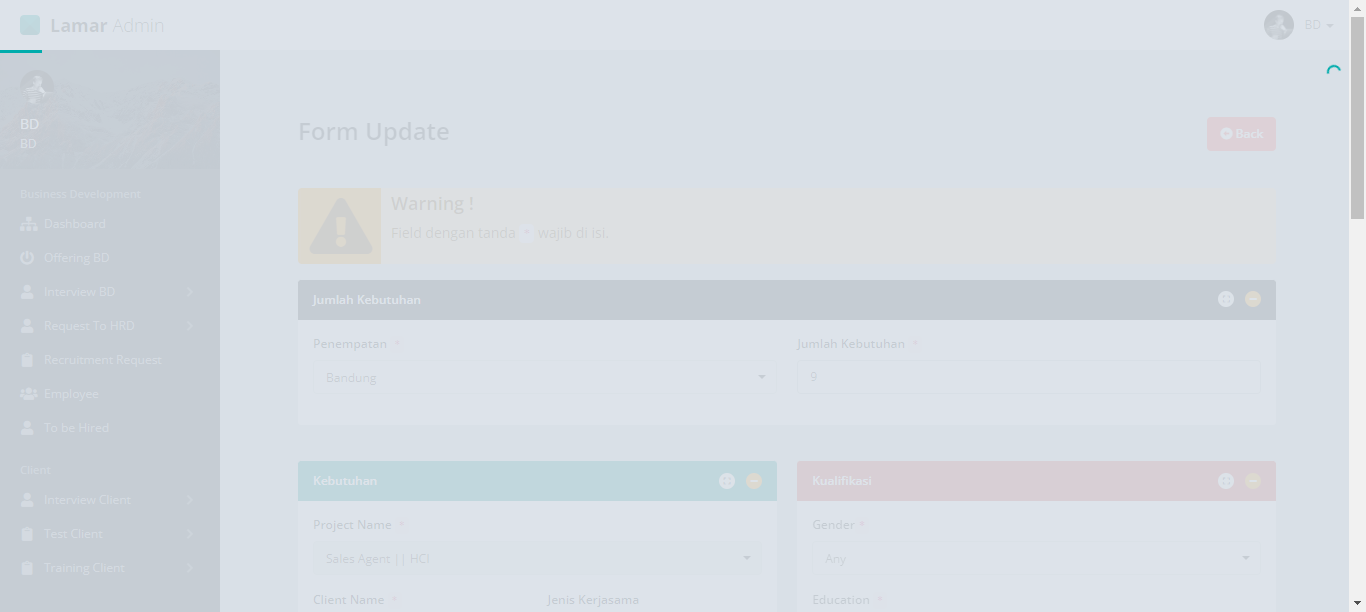 Lamar Admin
BD
BD
BD
Business Development
Dashboard
Offering BD
Interview BD
Request To HRD
Recruitment Request
Employee
To be Hired
Client
Interview Client
Test Client
Training Client
Form Update
Back
Warning !
Field dengan tanda * wajib di isi.
Jumlah Kebutuhan
Penempatan *
Jumlah Kebutuhan *
Bandung
9
Kebutuhan
Project Name *
Sales Agent || HCI
Client Name *
Jenis Kerjasama
Kualifikasi
Gender *
Any
Education *